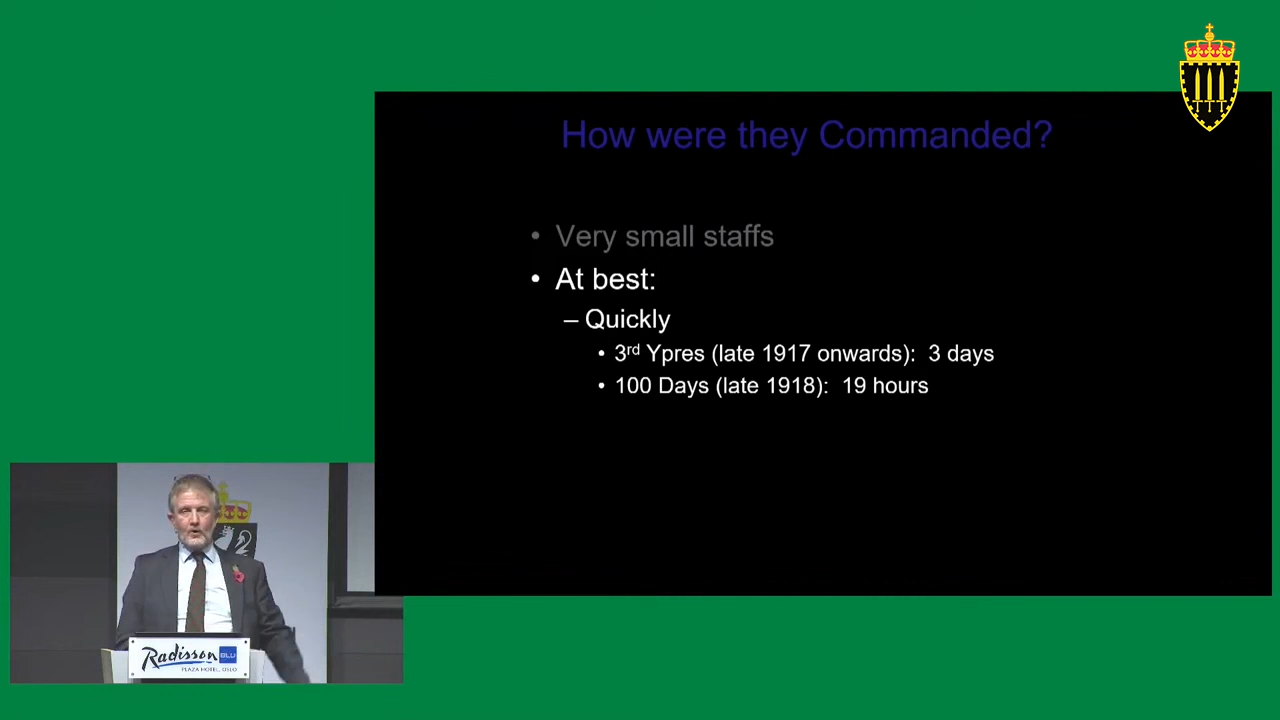 How were they Commanded?
• Very small staffs
• At best:
– Quickly
• 3rd Ypres (late 1917 onwards): 3 days
• 100 Days (late 1918): 19 hours
Radisson BLU
PLAZA HOTEL, OSLO